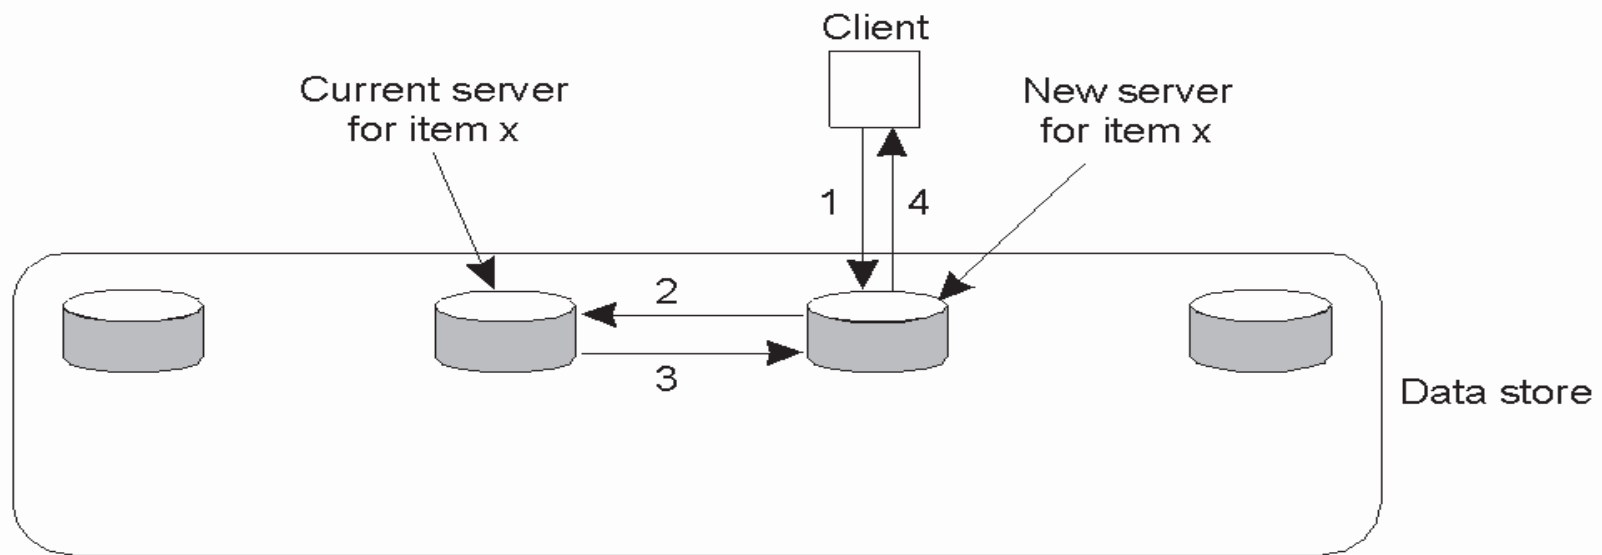 Client
Current server
for item x
New server
for item x
1
4
2
3
Data store